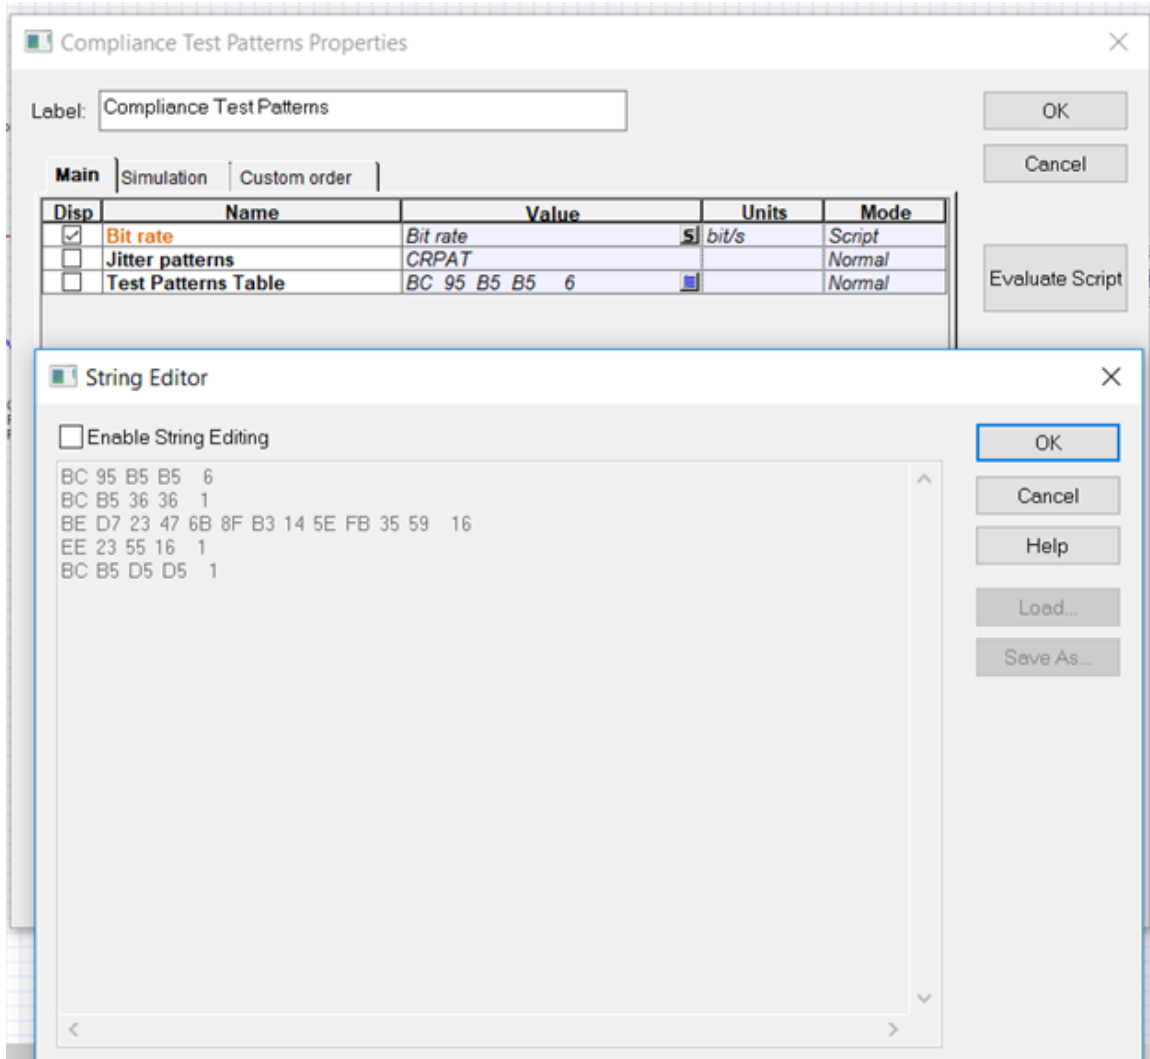 Compliance Test Patterns Properties
Label: Compliance Test Patterns
OK
Cancel
Main Simulation Custom order
Disp Name Value Units Mode
Bit rate Bit rate S bit/s Script
Jitter patterns CRPAT Normal
Test Patterns Table BC 95 B5 B5 6 Normal
Evaluate Script
String Editor
Enable String Editing
OK
Cancel
Help
Load...
Save As...
BC 95 B5 B5 6
BC B5 36 36 1
BE D7 23 47 6B 8F B3 14 5E FB 35 59 16
EE 23 55 16 1
BC B5 D5 D5 1